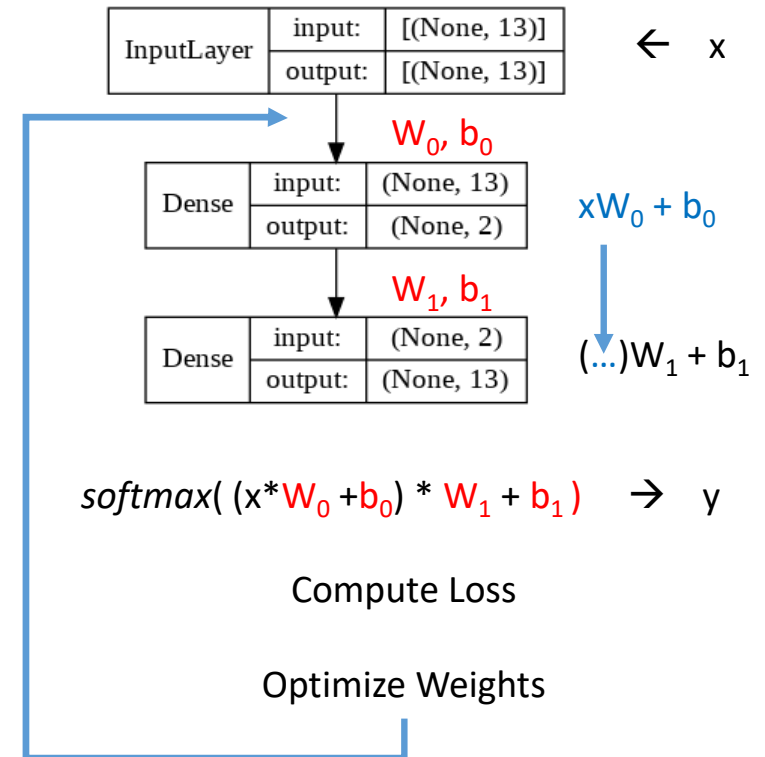 InputLayer input: [(None, 13)] ← x
output: [(None, 13)]
W₀, b₀
Dense input: (None, 13)
output: (None, 2)
xW₀ + b₀
W₁, b₁
Dense input: (None, 2)
output: (None, 13)
(...)W₁ + b₁
softmax( (x*W₀ +b₀) * W₁ + b₁ ) → y
Compute Loss
Optimize Weights